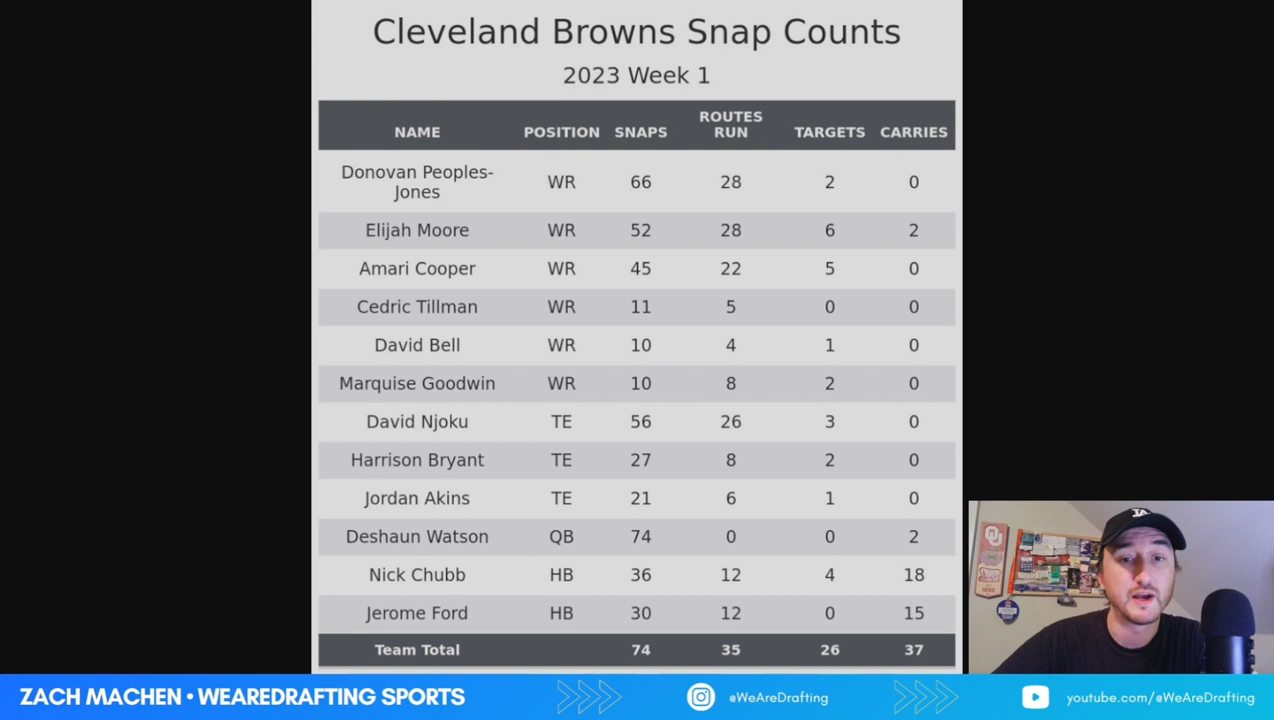 Cleveland Browns Snap Counts
2023 Week 1
NAME POSITION SNAPS ROUTES RUN TARGETS CARRIES
Donovan Peoples-Jones WR 66 28 2 0
Elijah Moore WR 52 28 6 2
Amari Cooper WR 45 22 5 0
Cedric Tillman WR 11 5 0 0
David Bell WR 10 4 1 0
Marquise Goodwin WR 10 8 2 0
David Njoku TE 56 26 3 0
Harrison Bryant TE 27 8 2 0
Jordan Akins TE 21 6 1 0
Deshaun Watson QB 74 0 0 2
Nick Chubb HB 36 12 4 18
Jerome Ford HB 30 12 0 15
Team Total 74 35 26 37
ZACH MACHEN • WEAREDRAFTING SPORTS
@WeAreDrafting
youtube.com/@WeAreDrafting